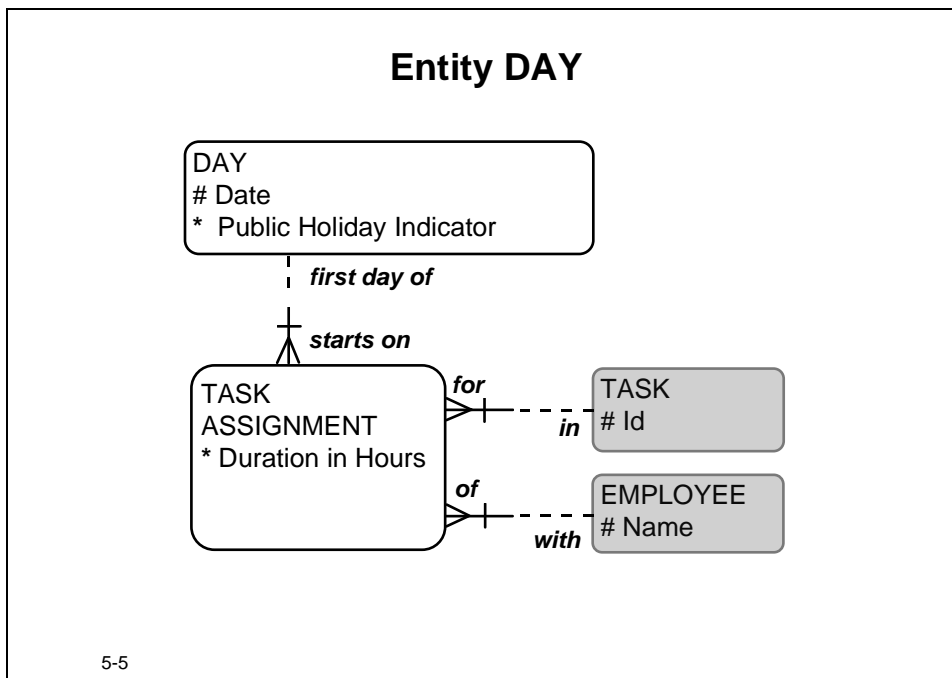 Entity DAY
DAY
# Date
* Public Holiday Indicator
first day of
starts on
TASK
ASSIGNMENT
* Duration in Hours
for
in
TASK
# Id
of
with
EMPLOYEE
# Name
5-5